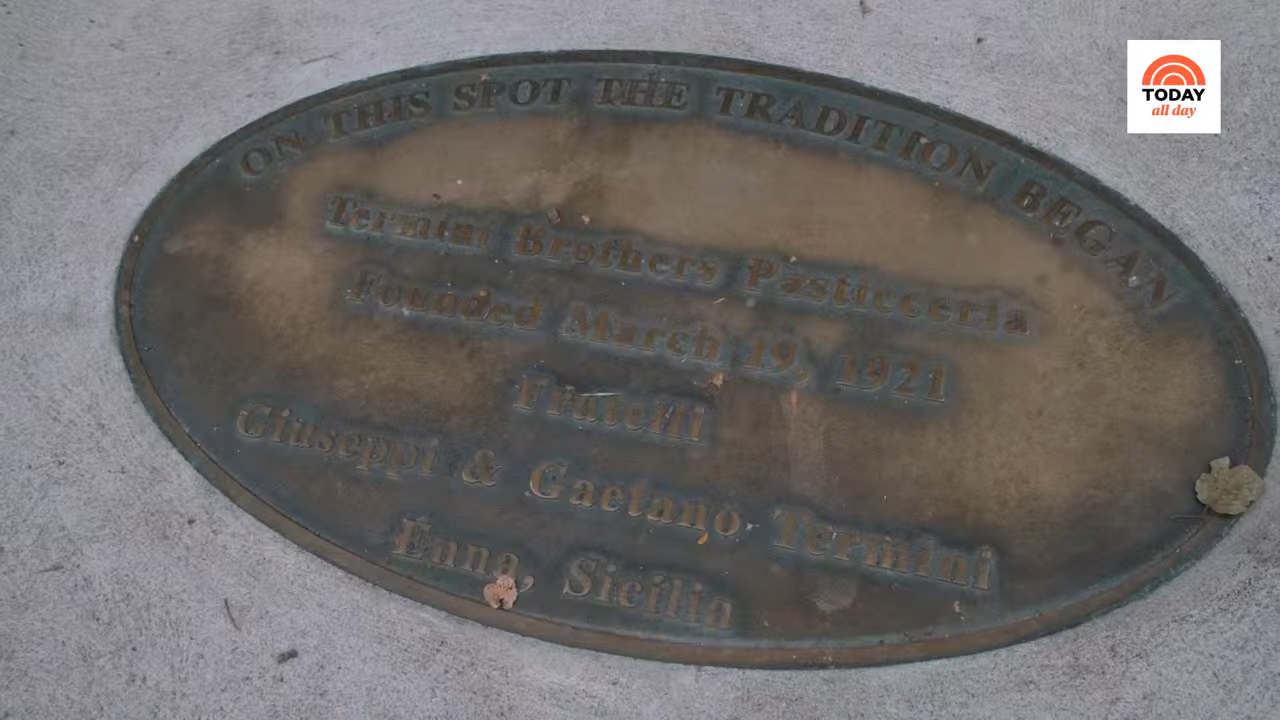 ON THIS SPOT THE TRADITION BEGAN
Termini Brothers Pasticceria
Founded March 19, 1921
Fratelli
Giuseppi & Gaetano Termini
Enna, Sicilia
TODAY
all day